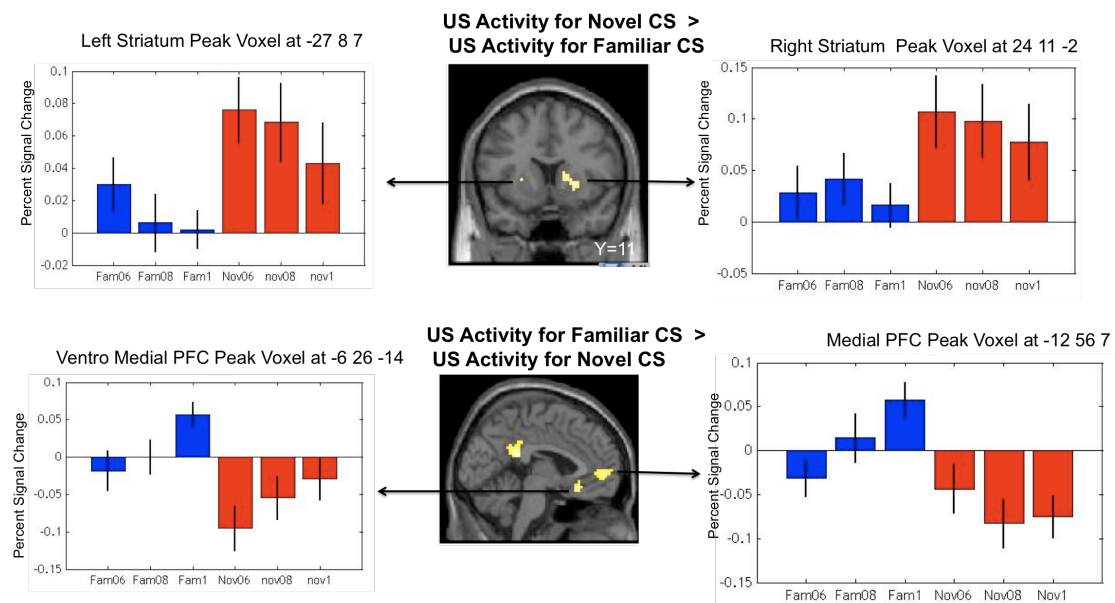 US Activity for Novel CS >
US Activity for Familiar CS
Left Striatum Peak Voxel at -27 8 7
Percent Signal Change
0.1
0.08
0.06
0.04
0.02
0
-0.02
Fam06 Fam08 Fam1 Nov06 nov08 nov1
Y=11
Right Striatum Peak Voxel at 24 11 -2
Percent Signal Change
0.15
0.1
0.05
0
-0.05
Fam06 Fam08 Fam1 Nov06 nov08 nov1
US Activity for Familiar CS >
US Activity for Novel CS
Ventro Medial PFC Peak Voxel at -6 26 -14
Percent Signal Change
0.1
0.05
0
-0.05
-0.1
-0.15
Fam06 Fam08 Fam1 Nov06 nov08 nov1
Medial PFC Peak Voxel at -12 56 7
Percent Signal Change
0.1
0.05
0
-0.05
-0.1
-0.15
Fam06 Fam08 Fam1 Nov06 Nov08 Nov1